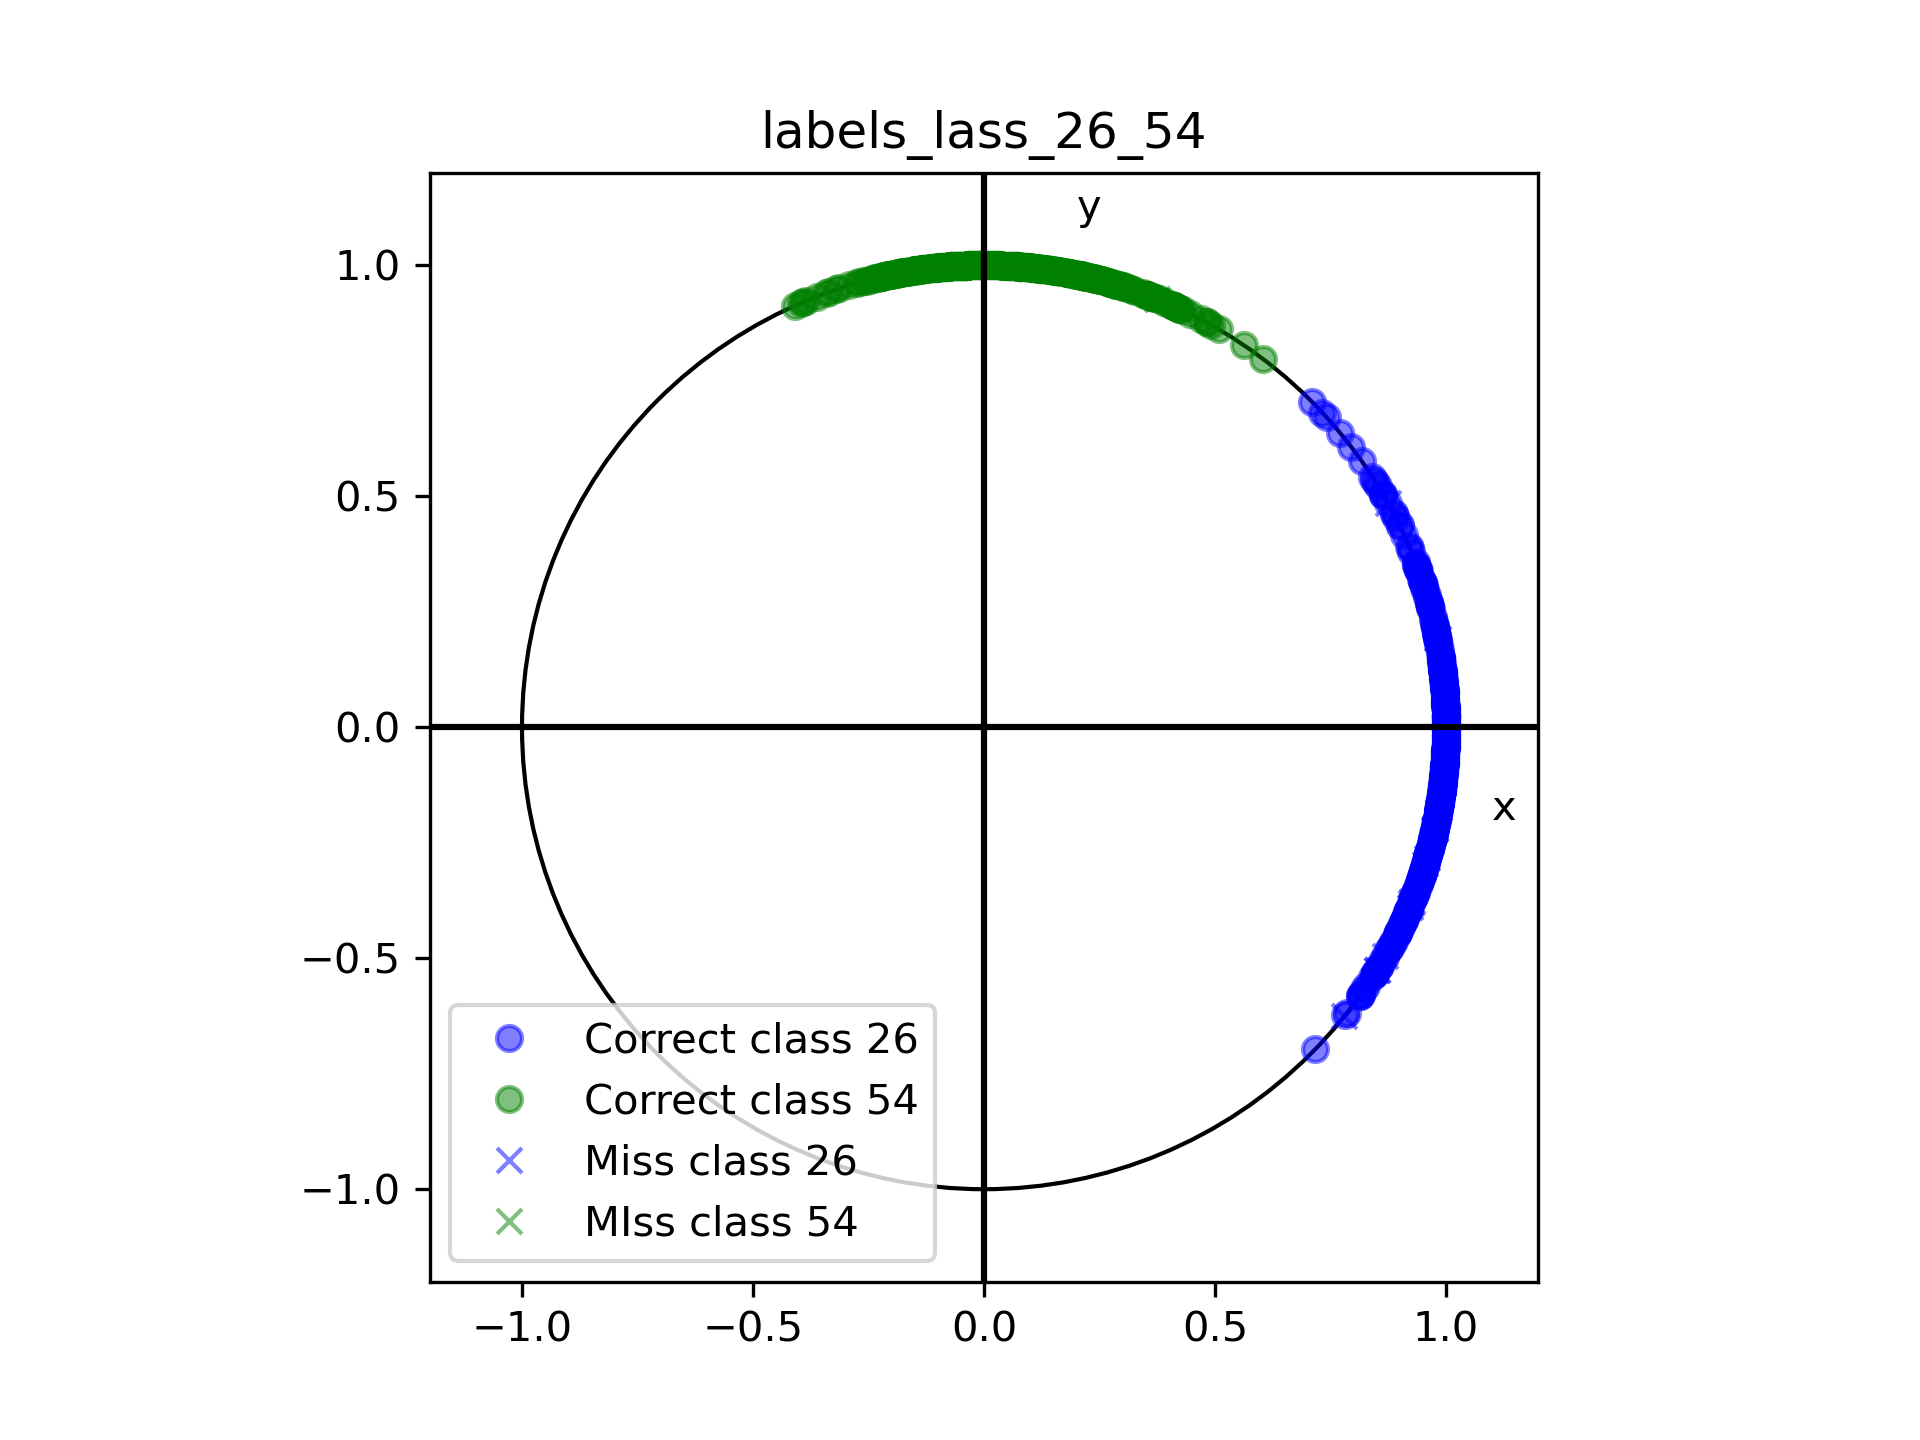 labels_lass_26_54
y
1.0
0.5
0.0
−0.5
−1.0
x
Correct class 26
Correct class 54
Miss class 26
MIss class 54
−1.0 −0.5 0.0 0.5 1.0